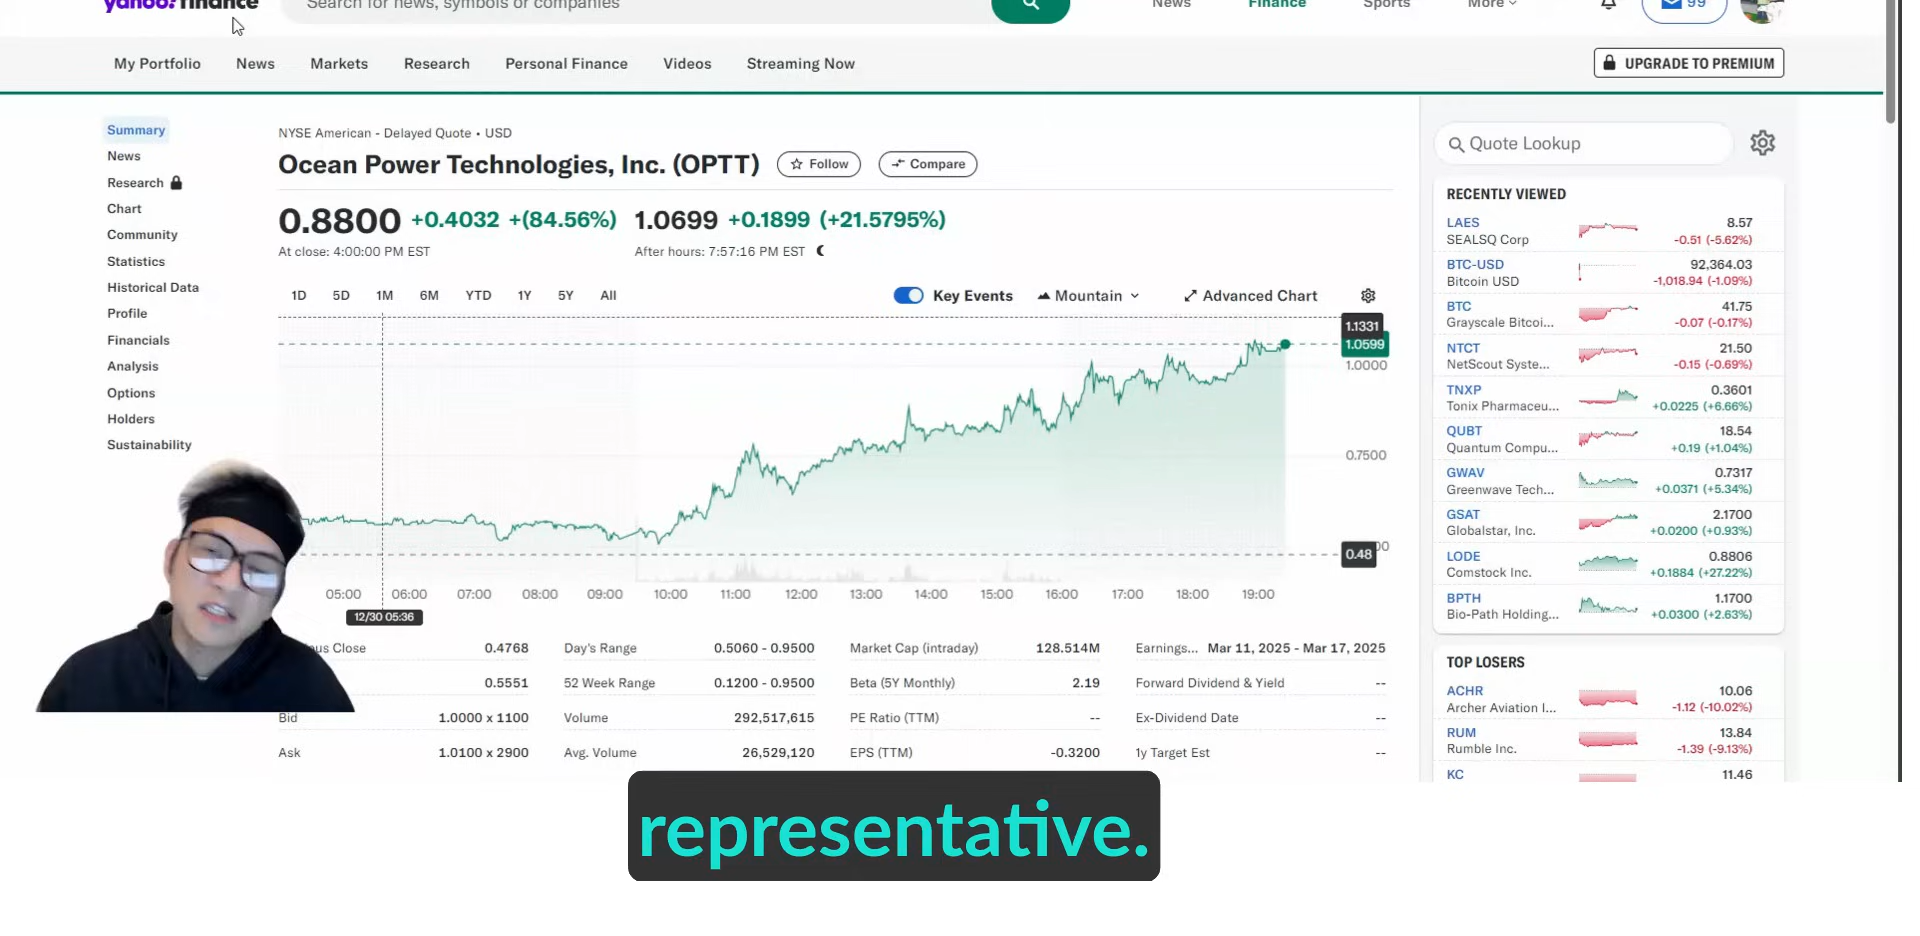 yahoo!finance
Search for news, symbols or companies
News Finance Sports More 99
My Portfolio News Markets Research Personal Finance Videos Streaming Now UPGRADE TO PREMIUM
Summary
News
Research
Chart
Community
Statistics
Historical Data
Profile
Financials
Analysis
Options
Holders
Sustainability
NYSE American - Delayed Quote • USD
Ocean Power Technologies, Inc. (OPTT) Follow Compare
0.8800 +0.4032 +(84.56%) 1.0699 +0.1899 (+21.5795%)
At close: 4:00:00 PM EST After hours: 7:57:16 PM EST
1D 5D 1M 6M YTD 1Y 5Y All Key Events Mountain Advanced Chart
1.1331
1.0599
1.0000
0.7500
0.48 00
05:00 06:00 07:00 08:00 09:00 10:00 11:00 12:00 13:00 14:00 15:00 16:00 17:00 18:00 19:00
12/30 05:36
ous Close 0.4768 Day's Range 0.5060 - 0.9500 Market Cap (intraday) 128.514M Earnings... Mar 11, 2025 - Mar 17, 2025
0.5551 52 Week Range 0.1200 - 0.9500 Beta (5Y Monthly) 2.19 Forward Dividend & Yield --
Bid 1.0000 x 1100 Volume 292,517,615 PE Ratio (TTM) -- Ex-Dividend Date --
Ask 1.0100 x 2900 Avg. Volume 26,529,120 EPS (TTM) -0.3200 1y Target Est --
Quote Lookup
RECENTLY VIEWED
LAES 8.57
SEALSQ Corp -0.51 (-5.62%)
BTC-USD 92,364.03
Bitcoin USD -1,018.94 (-1.09%)
BTC 41.75
Grayscale Bitcoi... -0.07 (-0.17%)
NTCT 21.50
NetScout Syste... -0.15 (-0.69%)
TNXP 0.3601
Tonix Pharmaceu... +0.0225 (+6.66%)
QUBT 18.54
Quantum Compu... +0.19 (+1.04%)
GWAV 0.7317
Greenwave Tech... +0.0371 (+5.34%)
GSAT 2.1700
Globalstar, Inc. +0.0200 (+0.93%)
LODE 0.8806
Comstock Inc. +0.1884 (+27.22%)
BPTH 1.1700
Bio-Path Holding... +0.0300 (+2.63%)
TOP LOSERS
ACHR 10.06
Archer Aviation I... -1.12 (-10.02%)
RUM 13.84
Rumble Inc. -1.39 (-9.13%)
KC 11.46
representative.